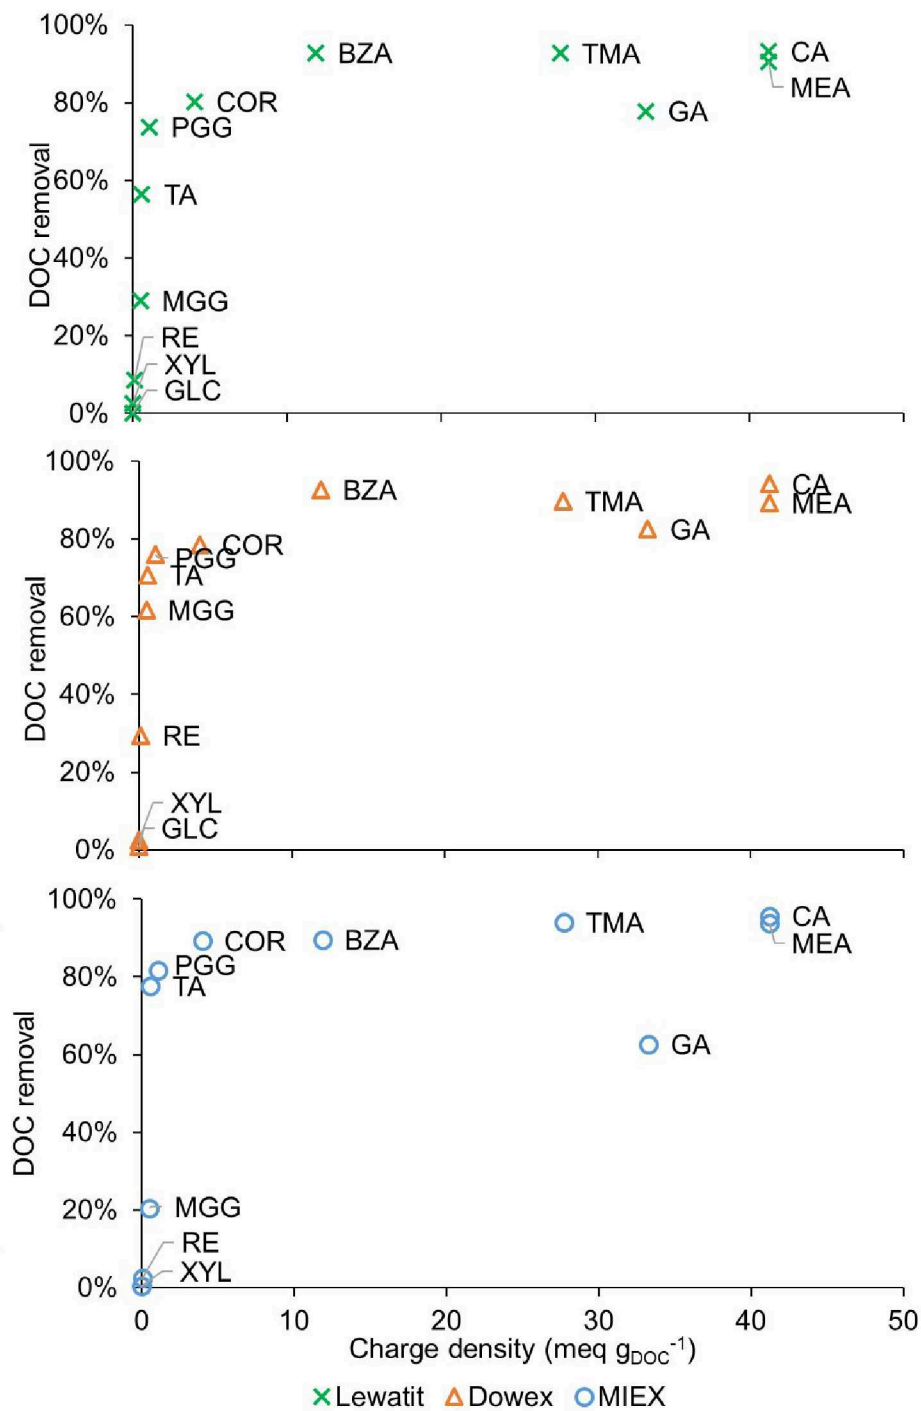 100%
BZA
TMA
CA
MEA
80%
COR
GA
PGG
60%
TA
40%
MGG
RE
20%
XYL
GLC
0%
DOC removal
100%
BZA
CA
TMA
MEA
GA
80%
COR
PGG
TA
60%
MGG
40%
RE
20%
XYL
GLC
0%
DOC removal
100%
CA
TMA
COR
BZA
MEA
PGG
80%
TA
GA
60%
40%
20%
MGG
RE
XYL
0%
DOC removal
0 10 20 30 40 50
Charge density (meq g_DOC⁻¹)
Lewatit Dowex MIEX